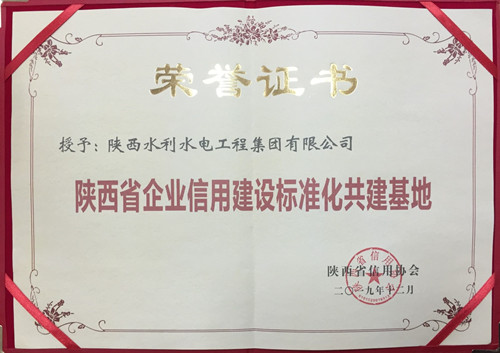 荣誉证书
授予：陕西水利水电工程集团有限公司
陕西省企业信用建设标准化共建基地
陕西省信用协会
二〇一九年十二月